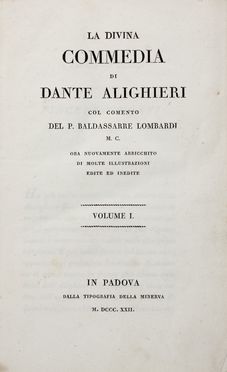 LA DIVINA
COMMEDIA
DI
DANTE ALIGHIERI
COL COMENTO
DEL P. BALDASSARRE LOMBARDI
M. C.
ORA NUOVAMENTE ARRICCHITO
DI MOLTE ILLUSTRAZIONI
EDITE ED INEDITE
VOLUME I.
IN PADOVA
DALLA TIPOGRAFIA DELLA MINERVA
M. DCCC. XXII.